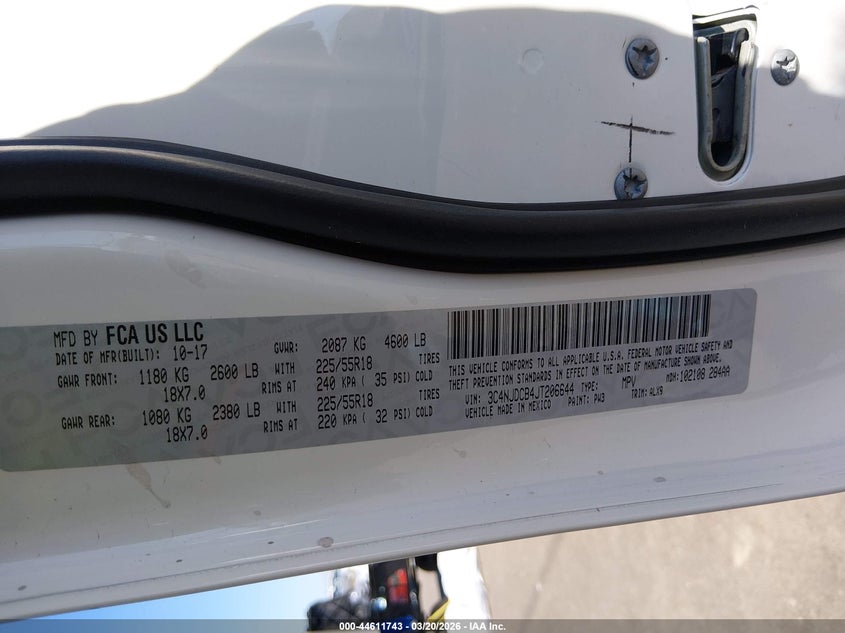 MFD BY FCA US LLC
DATE OF MFR(BUILT): 10-17 GVWR: 2087 KG 4600 LB
GAWR FRONT: 1180 KG 2600 LB WITH 225/55R18 TIRES
18X7.0 RIMS AT 240 KPA ( 35 PSI) COLD
GAWR REAR: 1080 KG 2380 LB WITH 225/55R18 TIRES
18X7.0 RIMS AT 220 KPA ( 32 PSI) COLD
THIS VEHICLE CONFORMS TO ALL APPLICABLE U.S.A. FEDERAL MOTOR VEHICLE SAFETY AND
THEFT PREVENTION STANDARDS IN EFFECT ON THE DATE OF MANUFACTURE SHOWN ABOVE.
VIN: 3C4NJDCB4JT206644 TYPE: MPV MDH: 102108 284AA
VEHICLE MADE IN MEXICO PAINT: PW3 TRIM: ALX9
000-44611743 - 03/20/2026 - IAA Inc.